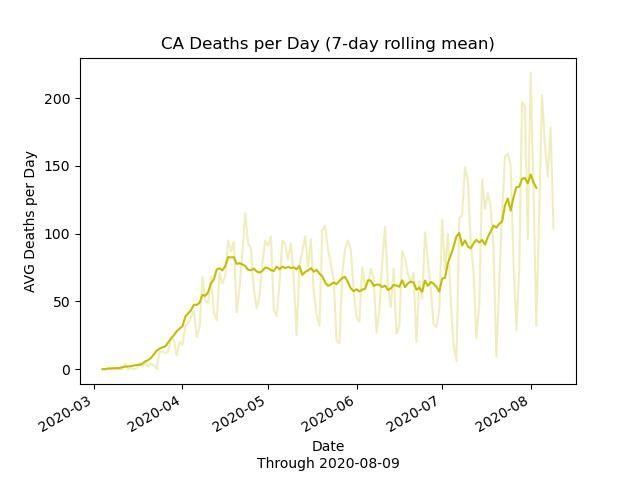 CA Deaths per Day (7-day rolling mean)
AVG Deaths per Day
200
150
100
50
0
2020-03
2020-04
2020-05
2020-06
2020-07
2020-08
Date
Through 2020-08-09